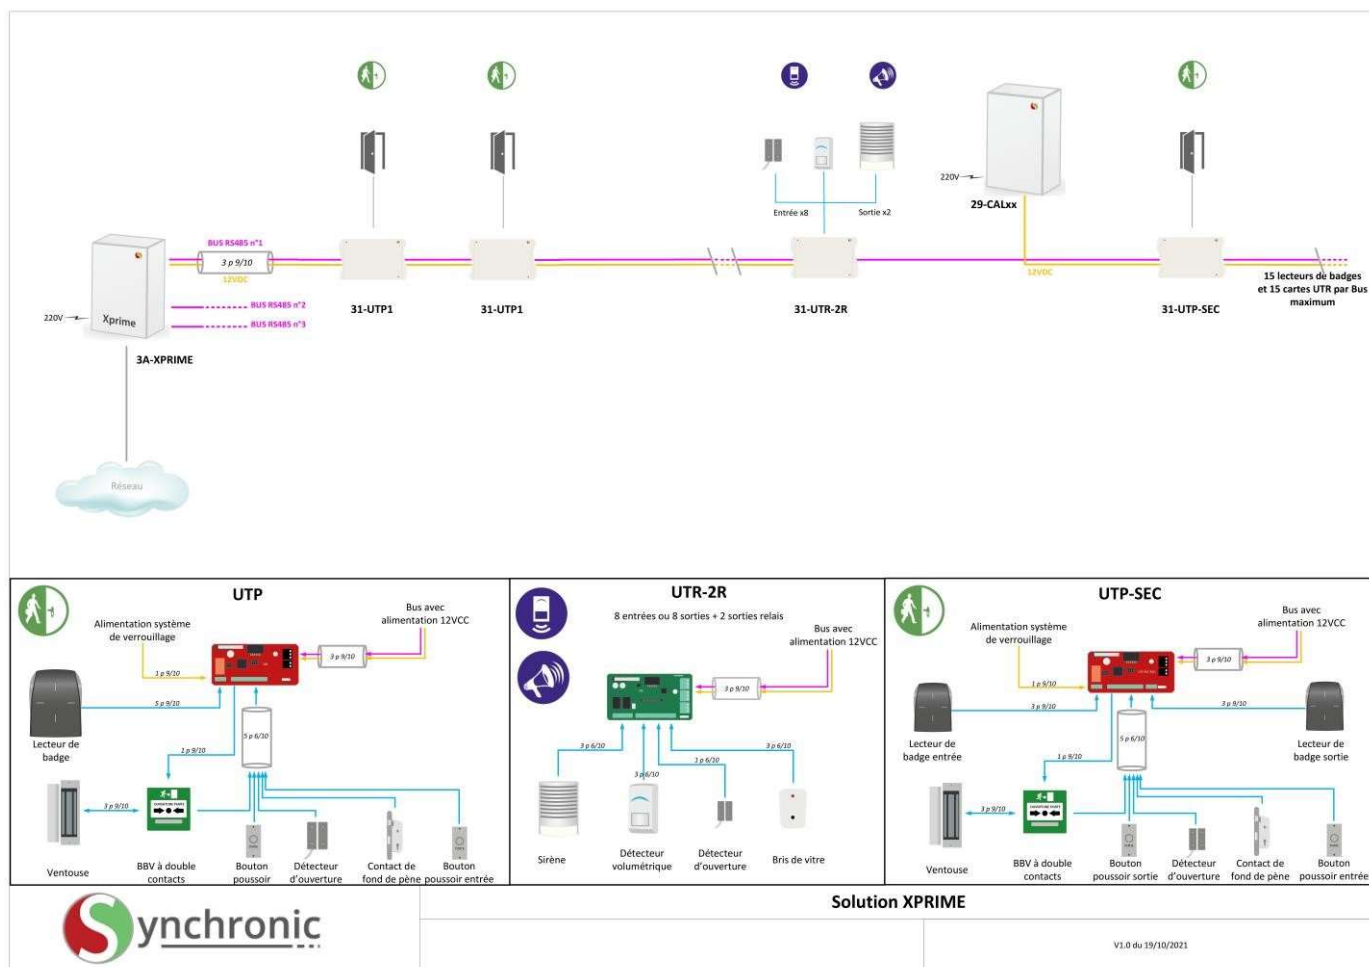 Entrée x8
Sortie x2
220V
29-CALxx
BUS RS485 n°1
3 p 9/10
12VDC
12VDC
15 lecteurs de badges
et 15 cartes UTR par Bus
maximum
BUS RS485 n°2
BUS RS485 n°3
220V
Xprime
31-UTP1
31-UTP1
31-UTR-2R
31-UTP-SEC
3A-XPRIME
Réseau
UTP
Alimentation système
de verrouillage
Bus avec
alimentation 12VCC
3 p 9/10
1 p 9/10
5 p 9/10
5 p 6/10
1 p 9/10
Lecteur de
badge
3 p 9/10
OUVERTURE PORTE
Ventouse
BBV à double
contacts
Bouton
poussoir
Détecteur
d'ouverture
Contact de
fond de pène
Bouton
poussoir entrée
UTR-2R
8 entrées ou 8 sorties + 2 sorties relais
Bus avec
alimentation 12VCC
3 p 9/10
3 p 6/10
3 p 6/10
1 p 6/10
3 p 6/10
Sirène
Détecteur
volumétrique
Détecteur
d'ouverture
Bris de vitre
UTP-SEC
Alimentation système
de verrouillage
Bus avec
alimentation 12VCC
3 p 9/10
1 p 9/10
3 p 9/10
3 p 9/10
5 p 6/10
1 p 9/10
Lecteur de
badge entrée
Lecteur de
badge sortie
3 p 9/10
OUVERTURE PORTE
Ventouse
BBV à double
contacts
Bouton
poussoir sortie
Détecteur
d'ouverture
Contact de
fond de pène
Bouton
poussoir entrée
Synchronic
Solution XPRIME
V1.0 du 19/10/2021